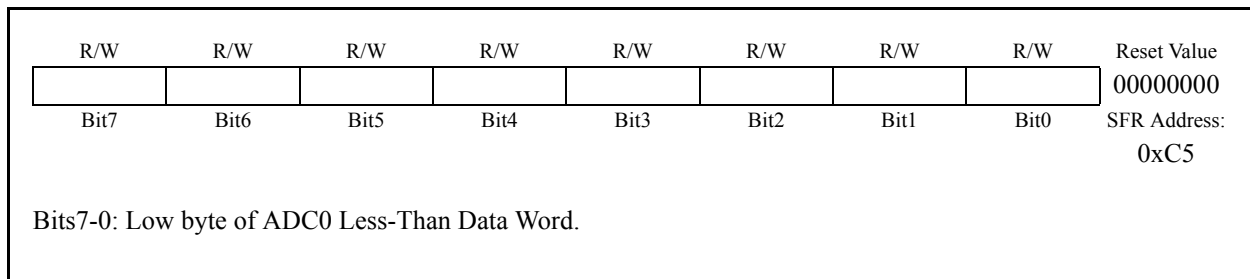 R/W R/W R/W R/W R/W R/W R/W R/W Reset Value
00000000
Bit7 Bit6 Bit5 Bit4 Bit3 Bit2 Bit1 Bit0 SFR Address:
0xC5
Bits7-0: Low byte of ADC0 Less-Than Data Word.